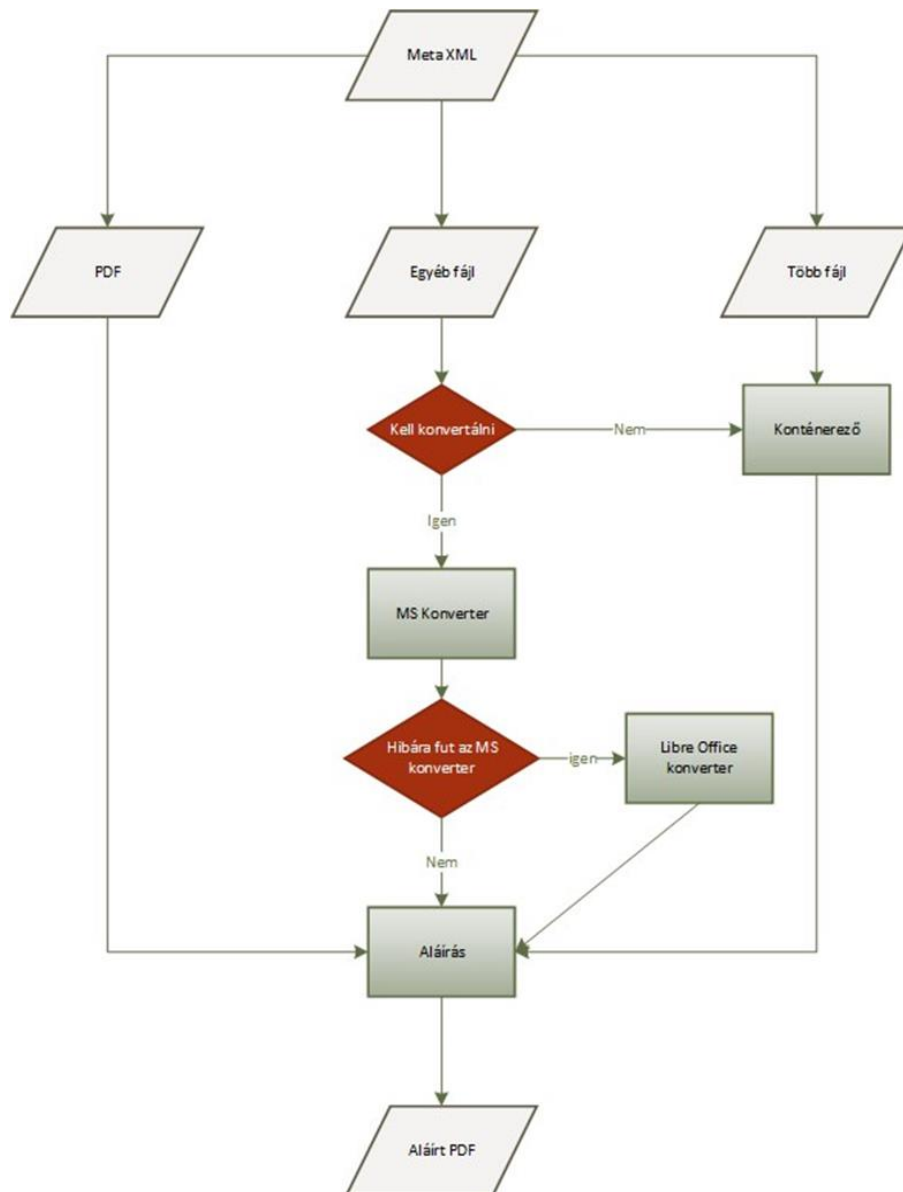 Meta XML
PDF
Egyéb fájl
Több fájl
Kell konvertálni
Nem
Konténerező
Igen
MS Konverter
Hibára fut az MS
konverter
igen
Libre Office
konverter
Nem
Aláírás
Aláírt PDF